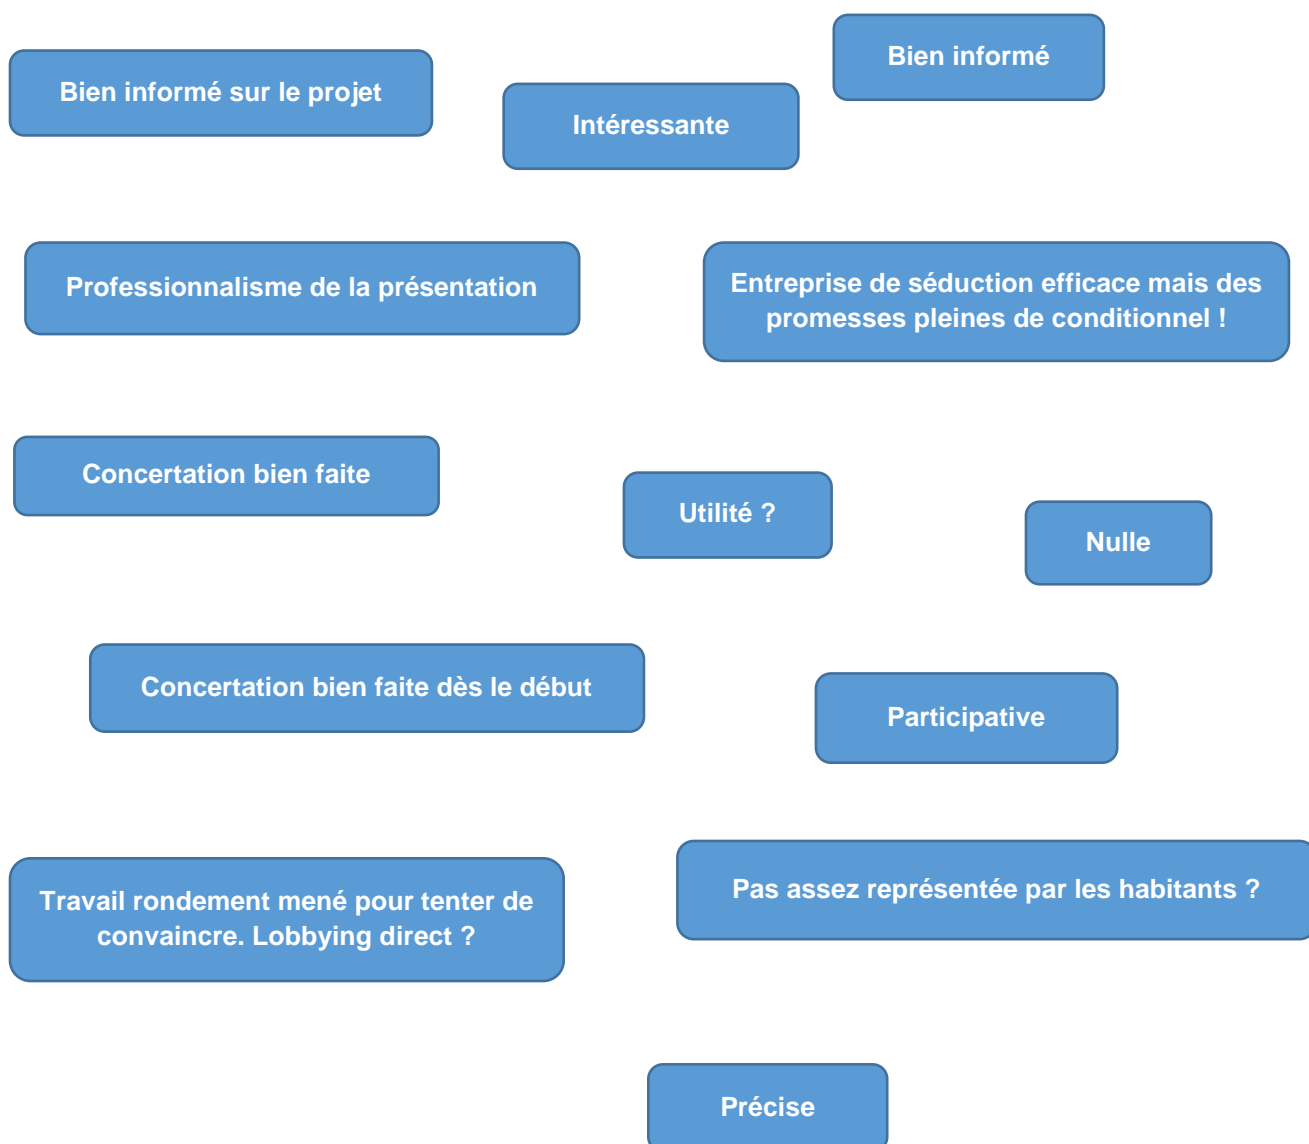 Bien informé
Bien informé sur le projet
Intéressante
Professionnalisme de la présentation
Entreprise de séduction efficace mais des
promesses pleines de conditionnel !
Concertation bien faite
Utilité ?
Nulle
Concertation bien faite dès le début
Participative
Travail rondement mené pour tenter de
convaincre. Lobbying direct ?
Pas assez représentée par les habitants ?
Précise